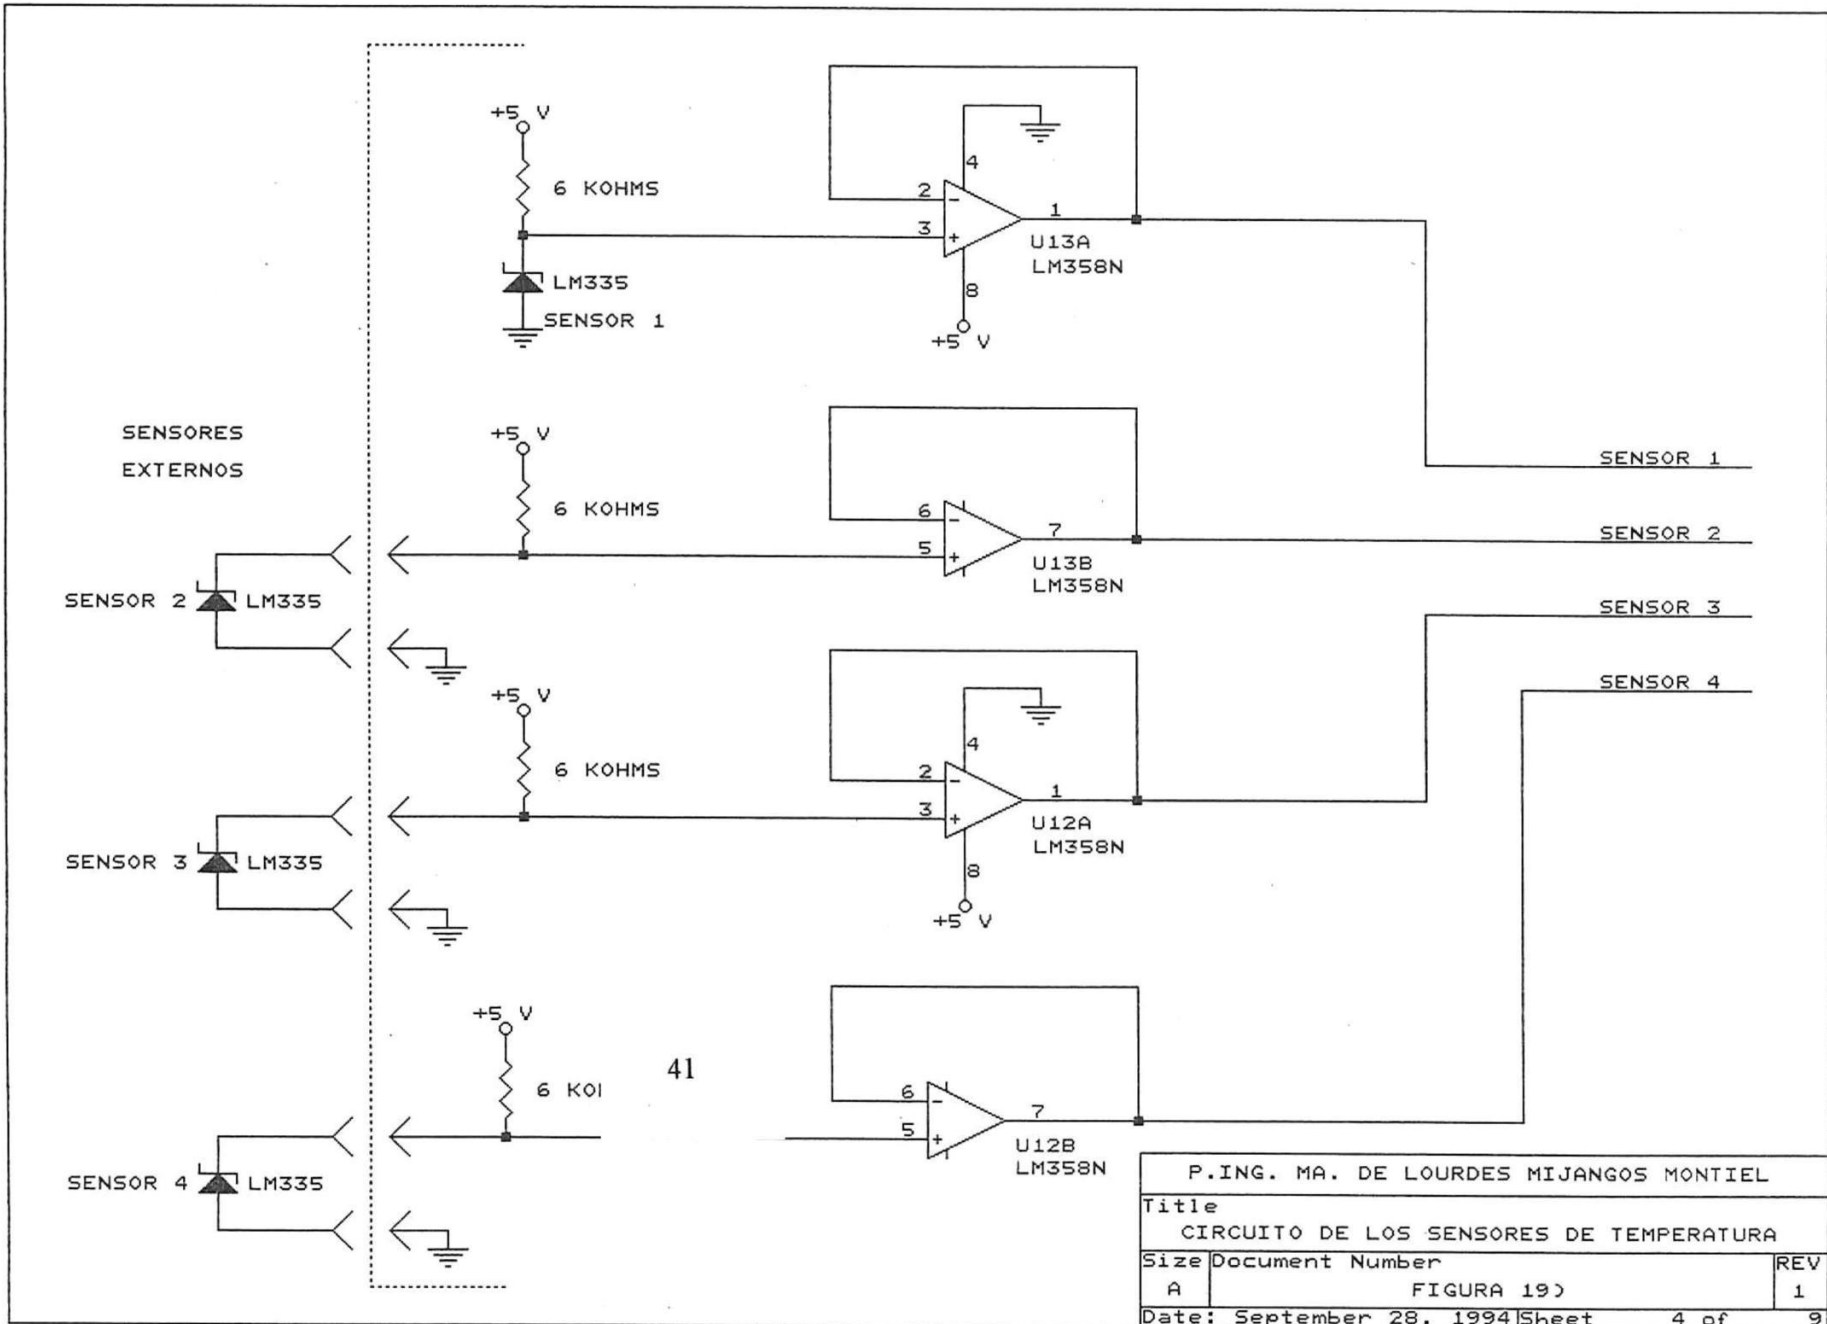 +5 V
6 KOHMS
LM335
SENSOR 1
2
-
3
+
4
1
8
U13A
LM358N
+5 V
SENSORES
EXTERNOS
+5 V
6 KOHMS
6
-
5
+
7
U13B
LM358N
SENSOR 2
LM335
SENSOR 1
SENSOR 2
SENSOR 3
SENSOR 4
+5 V
6 KOHMS
2
-
3
+
4
1
8
U12A
LM358N
+5 V
SENSOR 3
LM335
+5 V
6 KO
41
6
-
5
+
7
U12B
LM358N
SENSOR 4
LM335
P.ING. MA. DE LOURDES MIJANGOS MONTIEL
Title
CIRCUITO DE LOS SENSORES DE TEMPERATURA
Size
Document Number
REV
A
FIGURA 19)
1
Date: September 28, 1994
Sheet 4 of 9